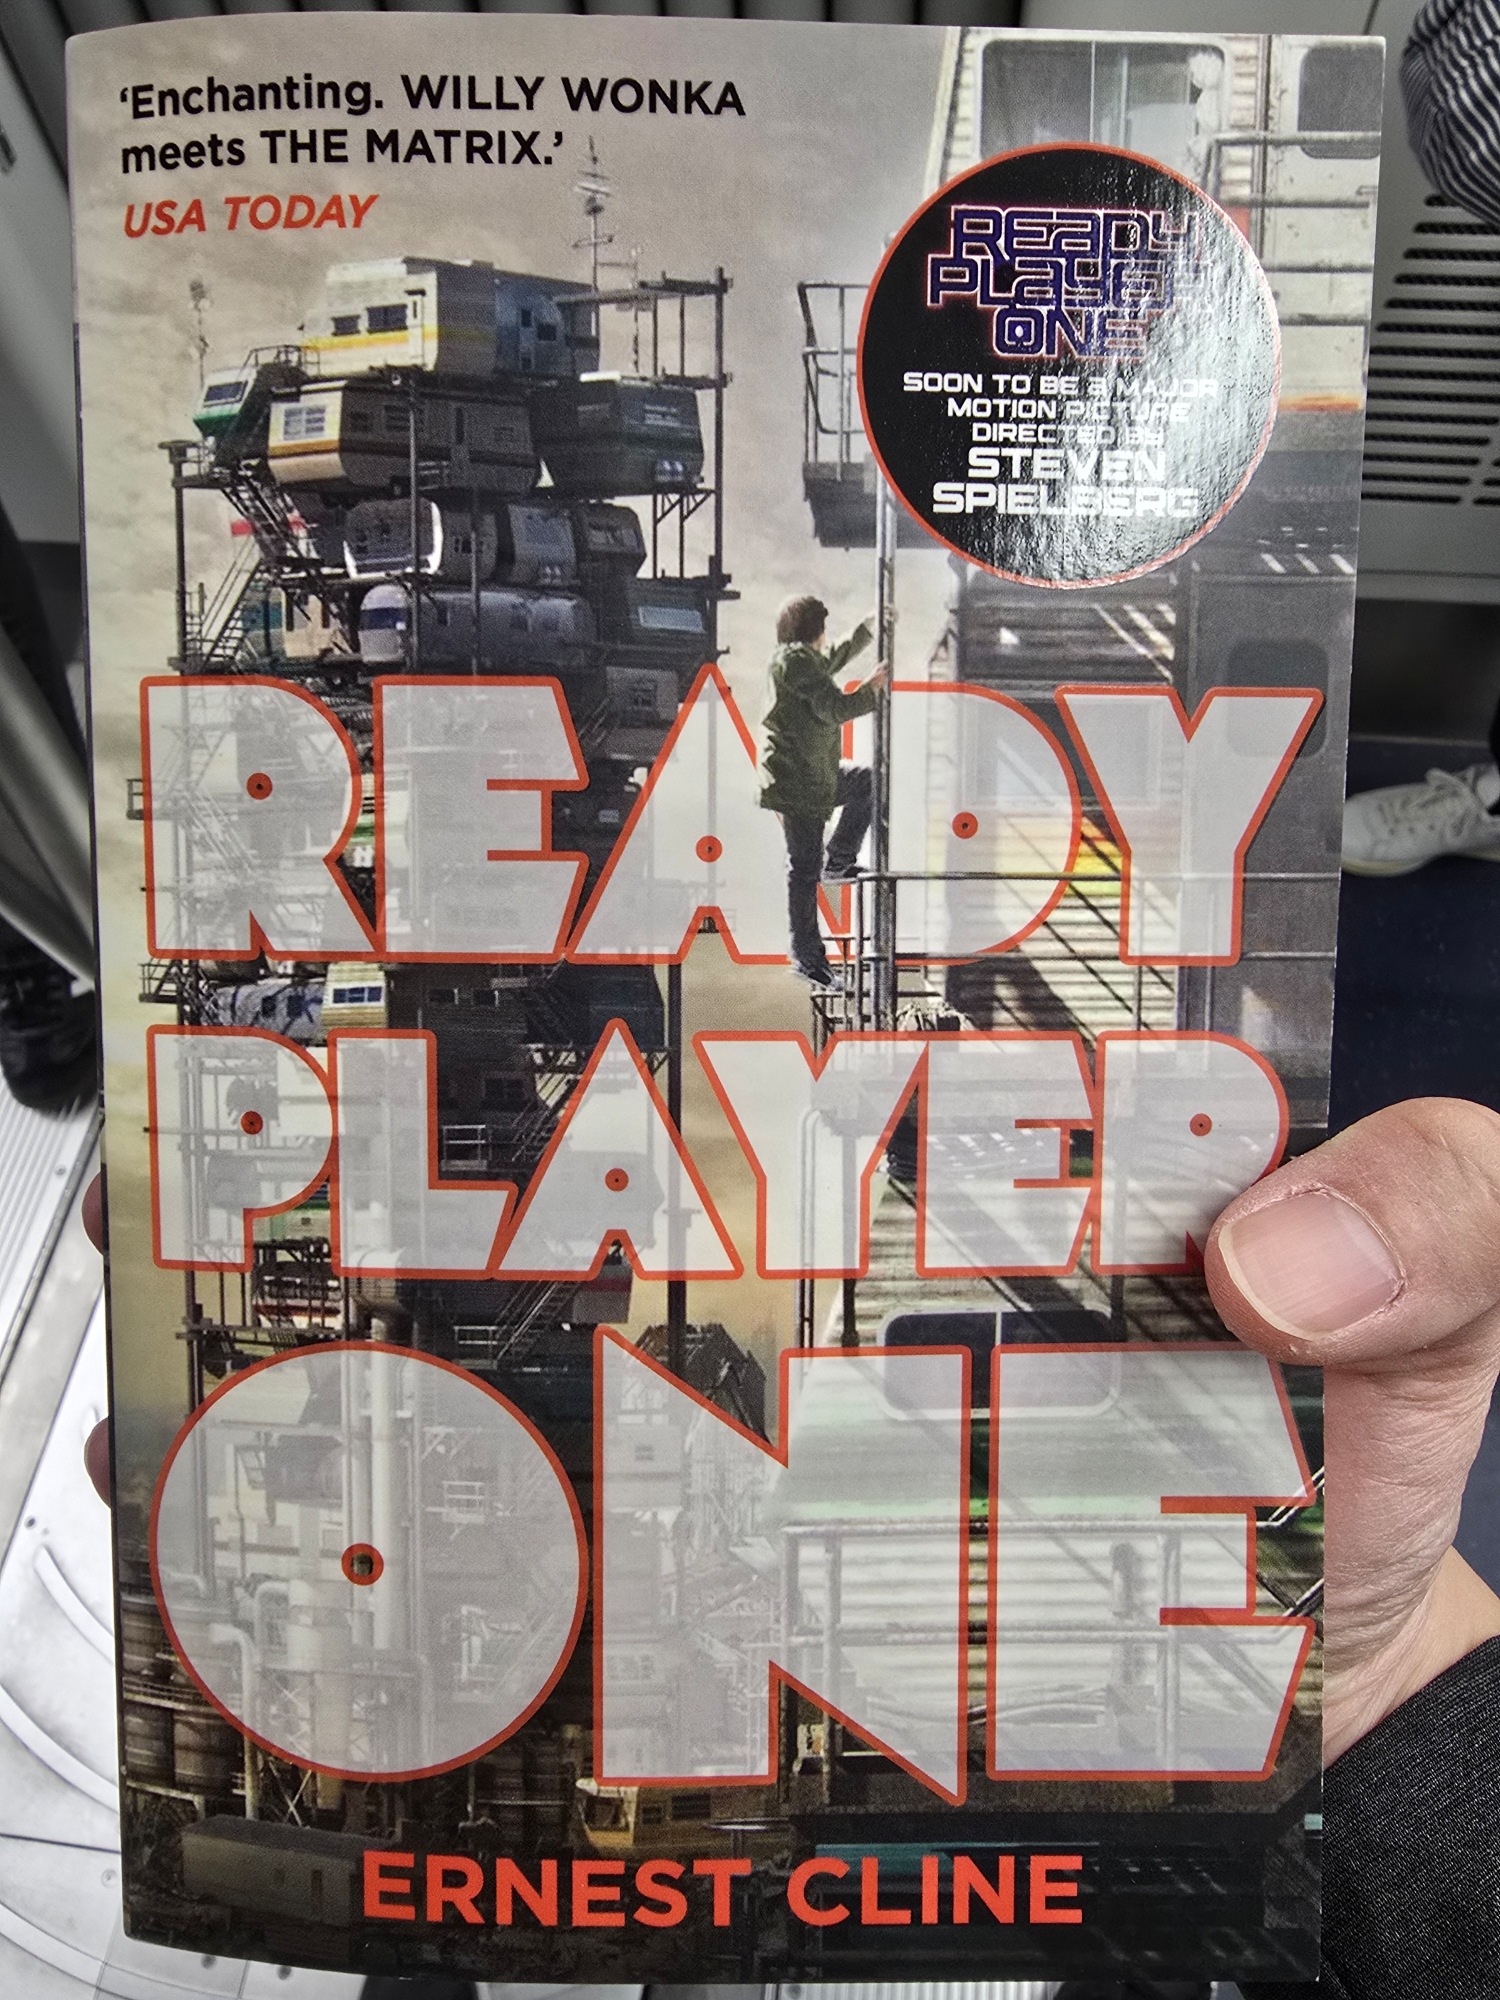 ‘Enchanting. WILLY WONKA
meets THE MATRIX.’
USA TODAY
READY
PLAYER
ONE
SOON TO BE A MAJOR
MOTION PICTURE
DIRECTED BY
STEVEN
SPIELBERG
READY
PLAYER
ONE
ERNEST CLINE